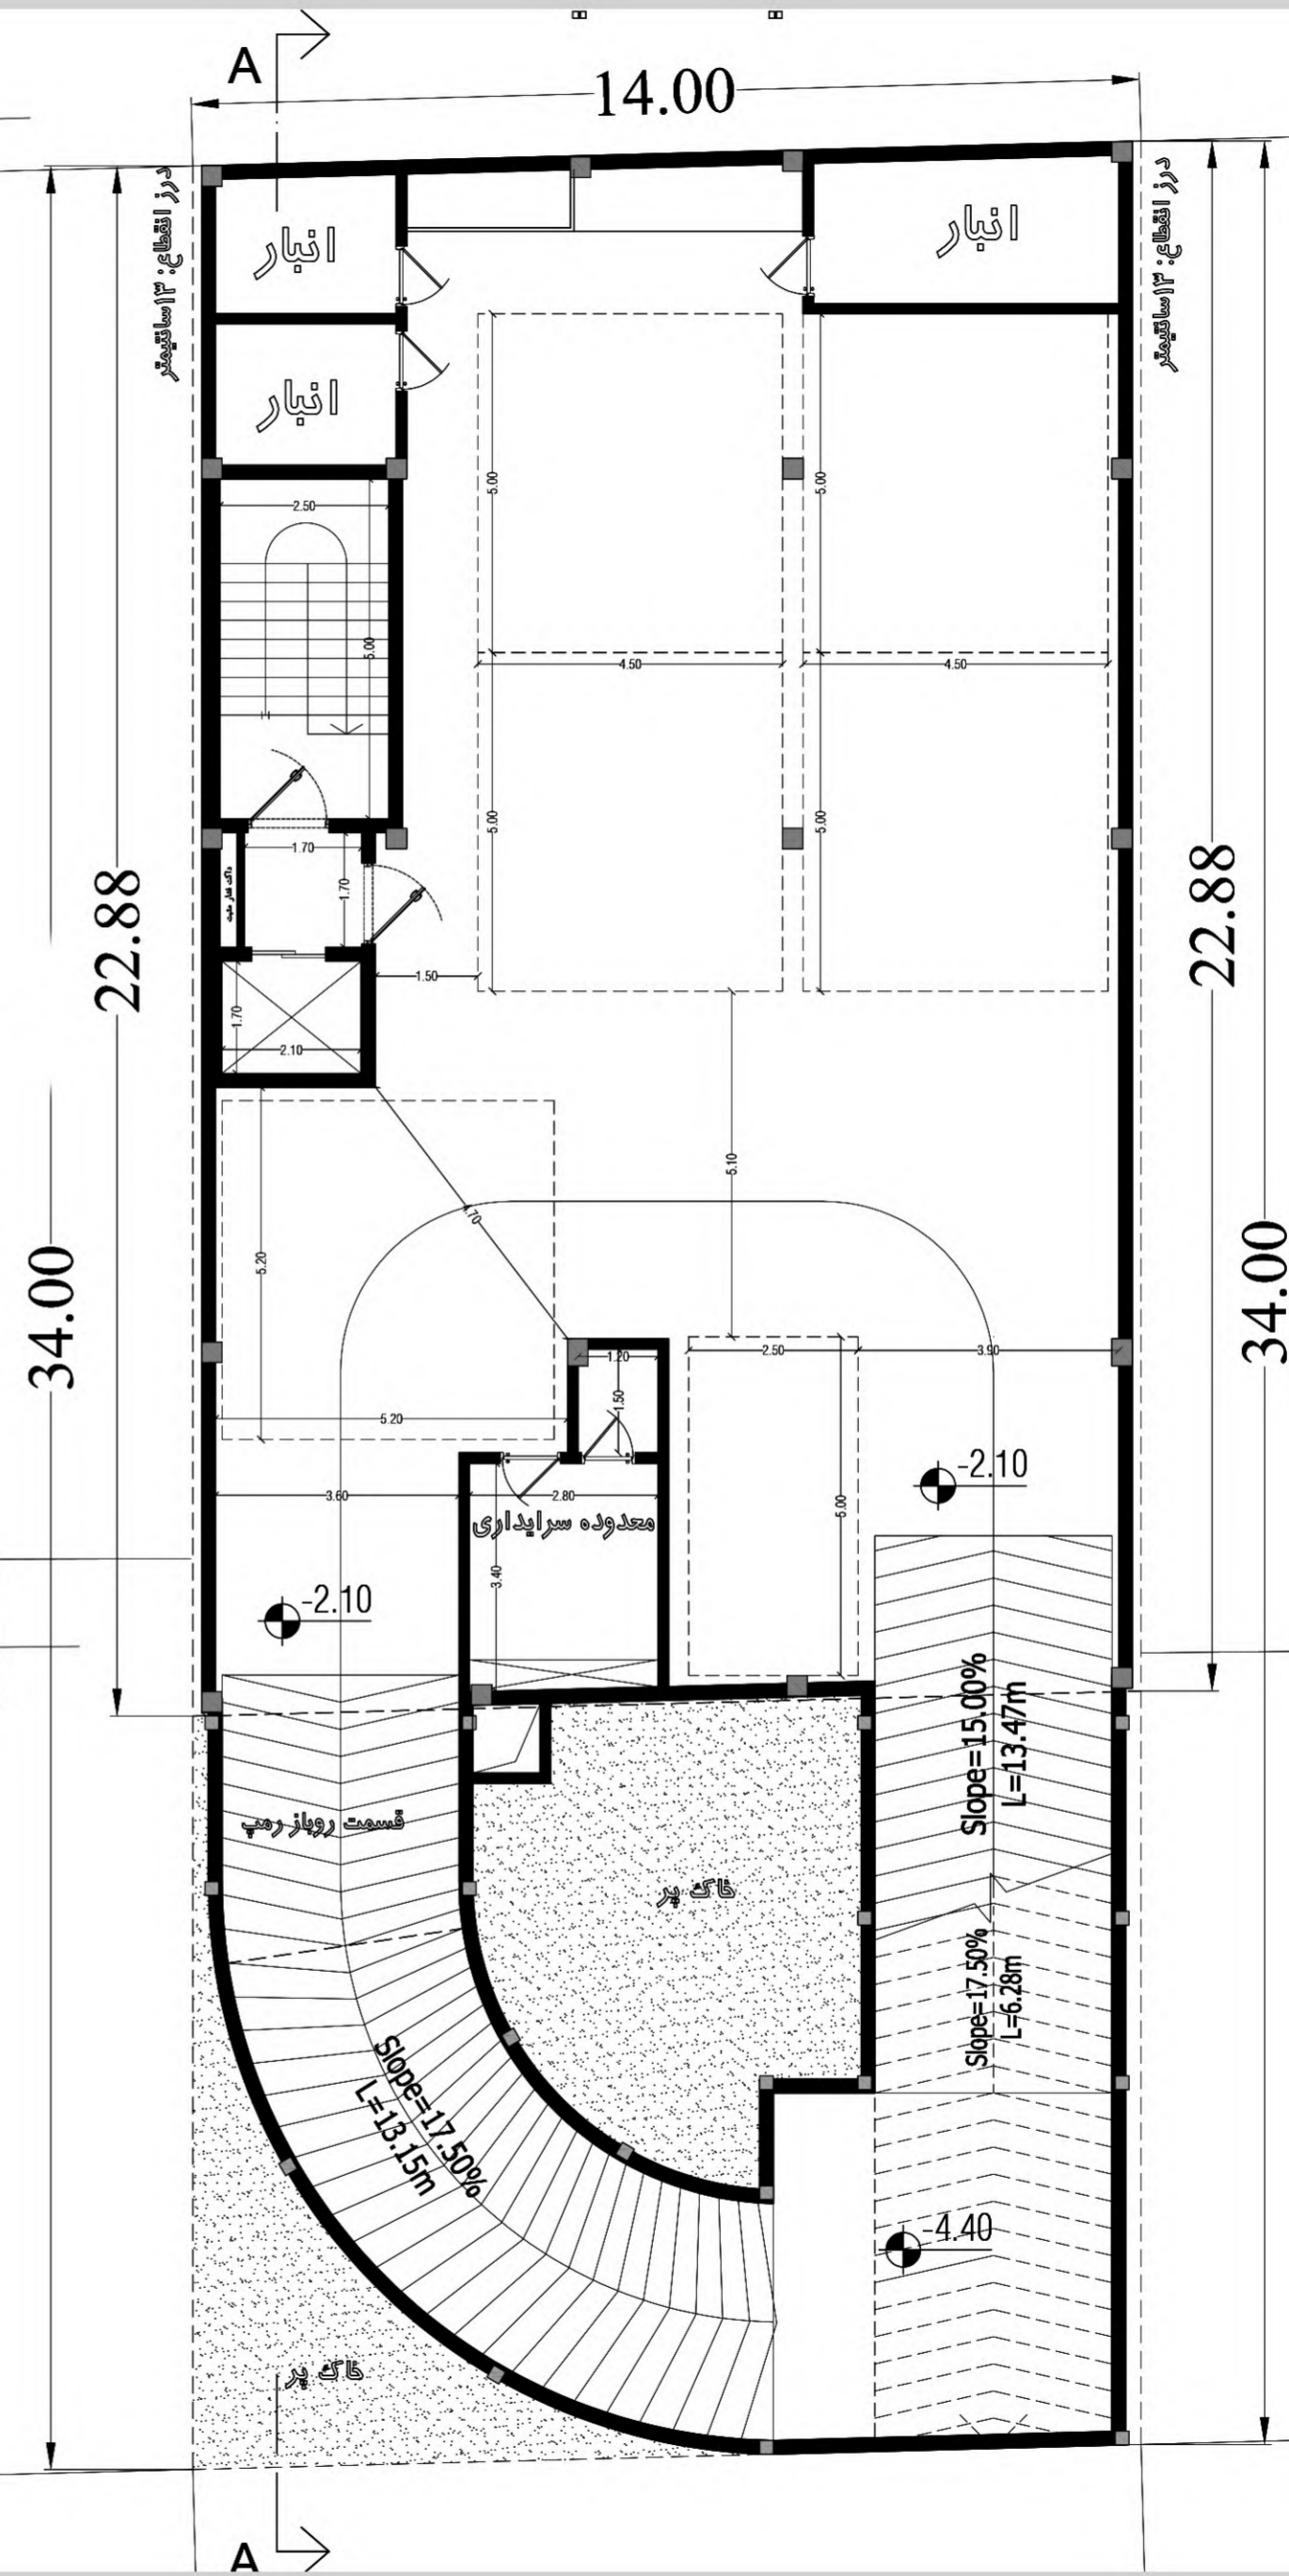 A
14.00
درز انقطاع: ۱۳سانتیمتر
درز انقطاع: ۱۳سانتیمتر
انبار
انبار
انبار
2.50
5.00
5.00
5.00
4.50
4.50
5.00
5.00
1.70
1.70
داکت فشار مثبت
22.88
22.88
1.50
1.70
2.10
5.10
4.70
5.20
34.00
34.00
1.20
2.50
3.90
1.50
5.20
-2.10
3.60
2.80
5.00
محدوده سرایداری
3.40
-2.10
Slope=15.00%
L=13.47m
قسمت روباز رمپ
خاک پر
Slope=17.50%
L=6.28m
Slope=17.50%
L=13.15m
-4.40
خاک پر
A